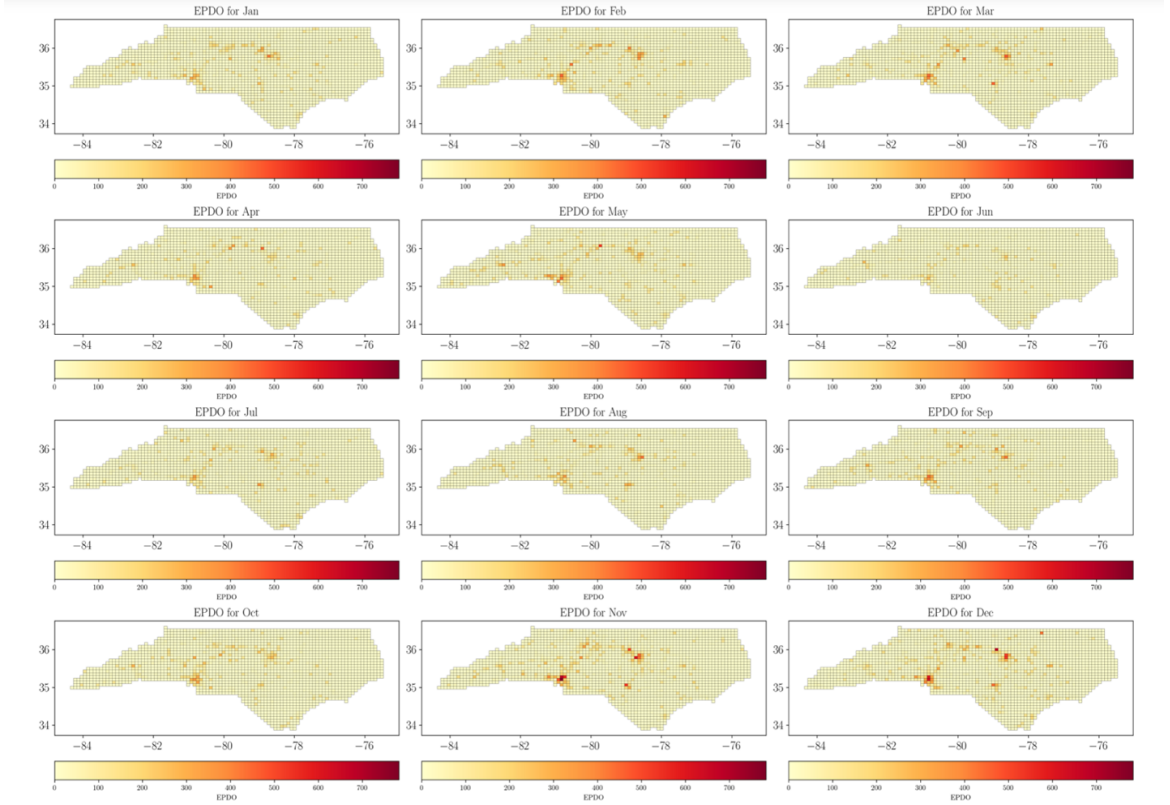 EPDO for Jan
EPDO for Feb
EPDO for Mar
36 36 36
35 35 35
34 34 34
−84 −82 −80 −78 −76 −84 −82 −80 −78 −76 −84 −82 −80 −78 −76
0 100 200 300 400 500 600 700 0 100 200 300 400 500 600 700 0 100 200 300 400 500 600 700
EPDO EPDO EPDO
EPDO for Apr
EPDO for May
EPDO for Jun
36 36 36
35 35 35
34 34 34
−84 −82 −80 −78 −76 −84 −82 −80 −78 −76 −84 −82 −80 −78 −76
0 100 200 300 400 500 600 700 0 100 200 300 400 500 600 700 0 100 200 300 400 500 600 700
EPDO EPDO EPDO
EPDO for Jul
EPDO for Aug
EPDO for Sep
36 36 36
35 35 35
34 34 34
−84 −82 −80 −78 −76 −84 −82 −80 −78 −76 −84 −82 −80 −78 −76
0 100 200 300 400 500 600 700 0 100 200 300 400 500 600 700 0 100 200 300 400 500 600 700
EPDO EPDO EPDO
EPDO for Oct
EPDO for Nov
EPDO for Dec
36 36 36
35 35 35
34 34 34
−84 −82 −80 −78 −76 −84 −82 −80 −78 −76 −84 −82 −80 −78 −76
0 100 200 300 400 500 600 700 0 100 200 300 400 500 600 700 0 100 200 300 400 500 600 700
EPDO EPDO EPDO